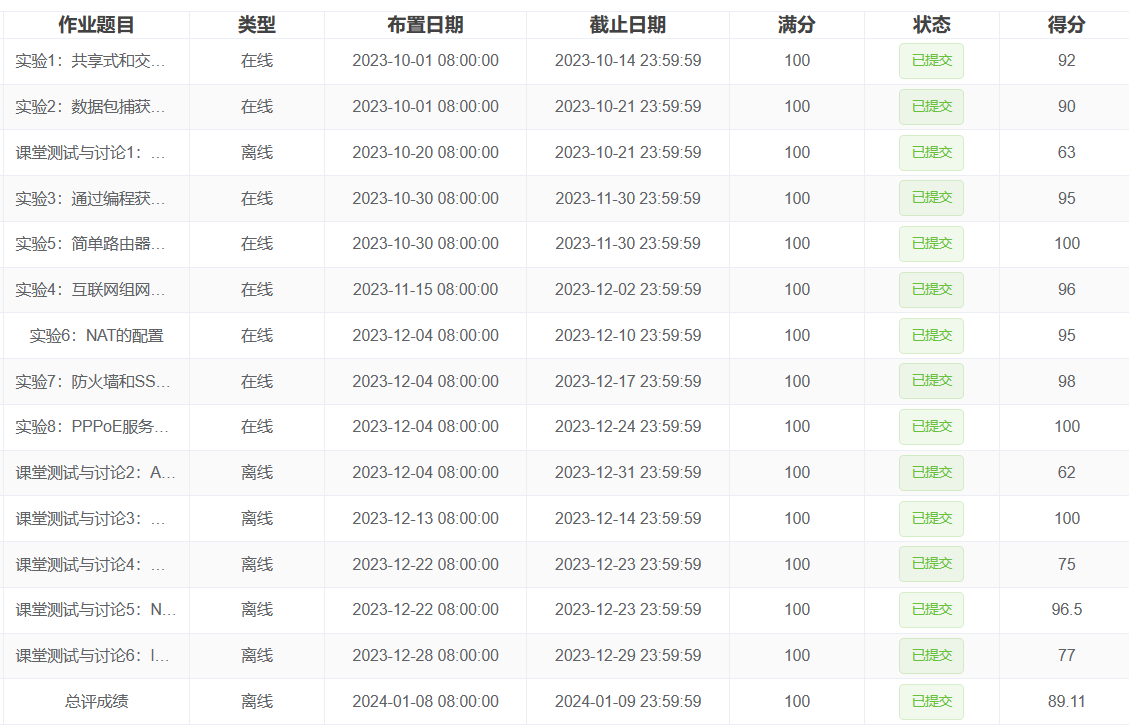 作业题目 类型 布置日期 截止日期 满分 状态 得分
实验1：共享式和交... 在线 2023-10-01 08:00:00 2023-10-14 23:59:59 100 已提交 92
实验2：数据包捕获... 在线 2023-10-01 08:00:00 2023-10-21 23:59:59 100 已提交 90
课堂测试与讨论1：... 离线 2023-10-20 08:00:00 2023-10-21 23:59:59 100 已提交 63
实验3：通过编程获... 在线 2023-10-30 08:00:00 2023-11-30 23:59:59 100 已提交 95
实验5：简单路由器... 在线 2023-10-30 08:00:00 2023-11-30 23:59:59 100 已提交 100
实验4：互联网组网... 在线 2023-11-15 08:00:00 2023-12-02 23:59:59 100 已提交 96
实验6：NAT的配置 在线 2023-12-04 08:00:00 2023-12-10 23:59:59 100 已提交 95
实验7：防火墙和SS... 在线 2023-12-04 08:00:00 2023-12-17 23:59:59 100 已提交 98
实验8：PPPoE服务... 在线 2023-12-04 08:00:00 2023-12-24 23:59:59 100 已提交 100
课堂测试与讨论2：A... 离线 2023-12-04 08:00:00 2023-12-31 23:59:59 100 已提交 62
课堂测试与讨论3：... 离线 2023-12-13 08:00:00 2023-12-14 23:59:59 100 已提交 100
课堂测试与讨论4：... 离线 2023-12-22 08:00:00 2023-12-23 23:59:59 100 已提交 75
课堂测试与讨论5：N... 离线 2023-12-22 08:00:00 2023-12-23 23:59:59 100 已提交 96.5
课堂测试与讨论6：I... 离线 2023-12-28 08:00:00 2023-12-29 23:59:59 100 已提交 77
总评成绩 离线 2024-01-08 08:00:00 2024-01-09 23:59:59 100 已提交 89.11